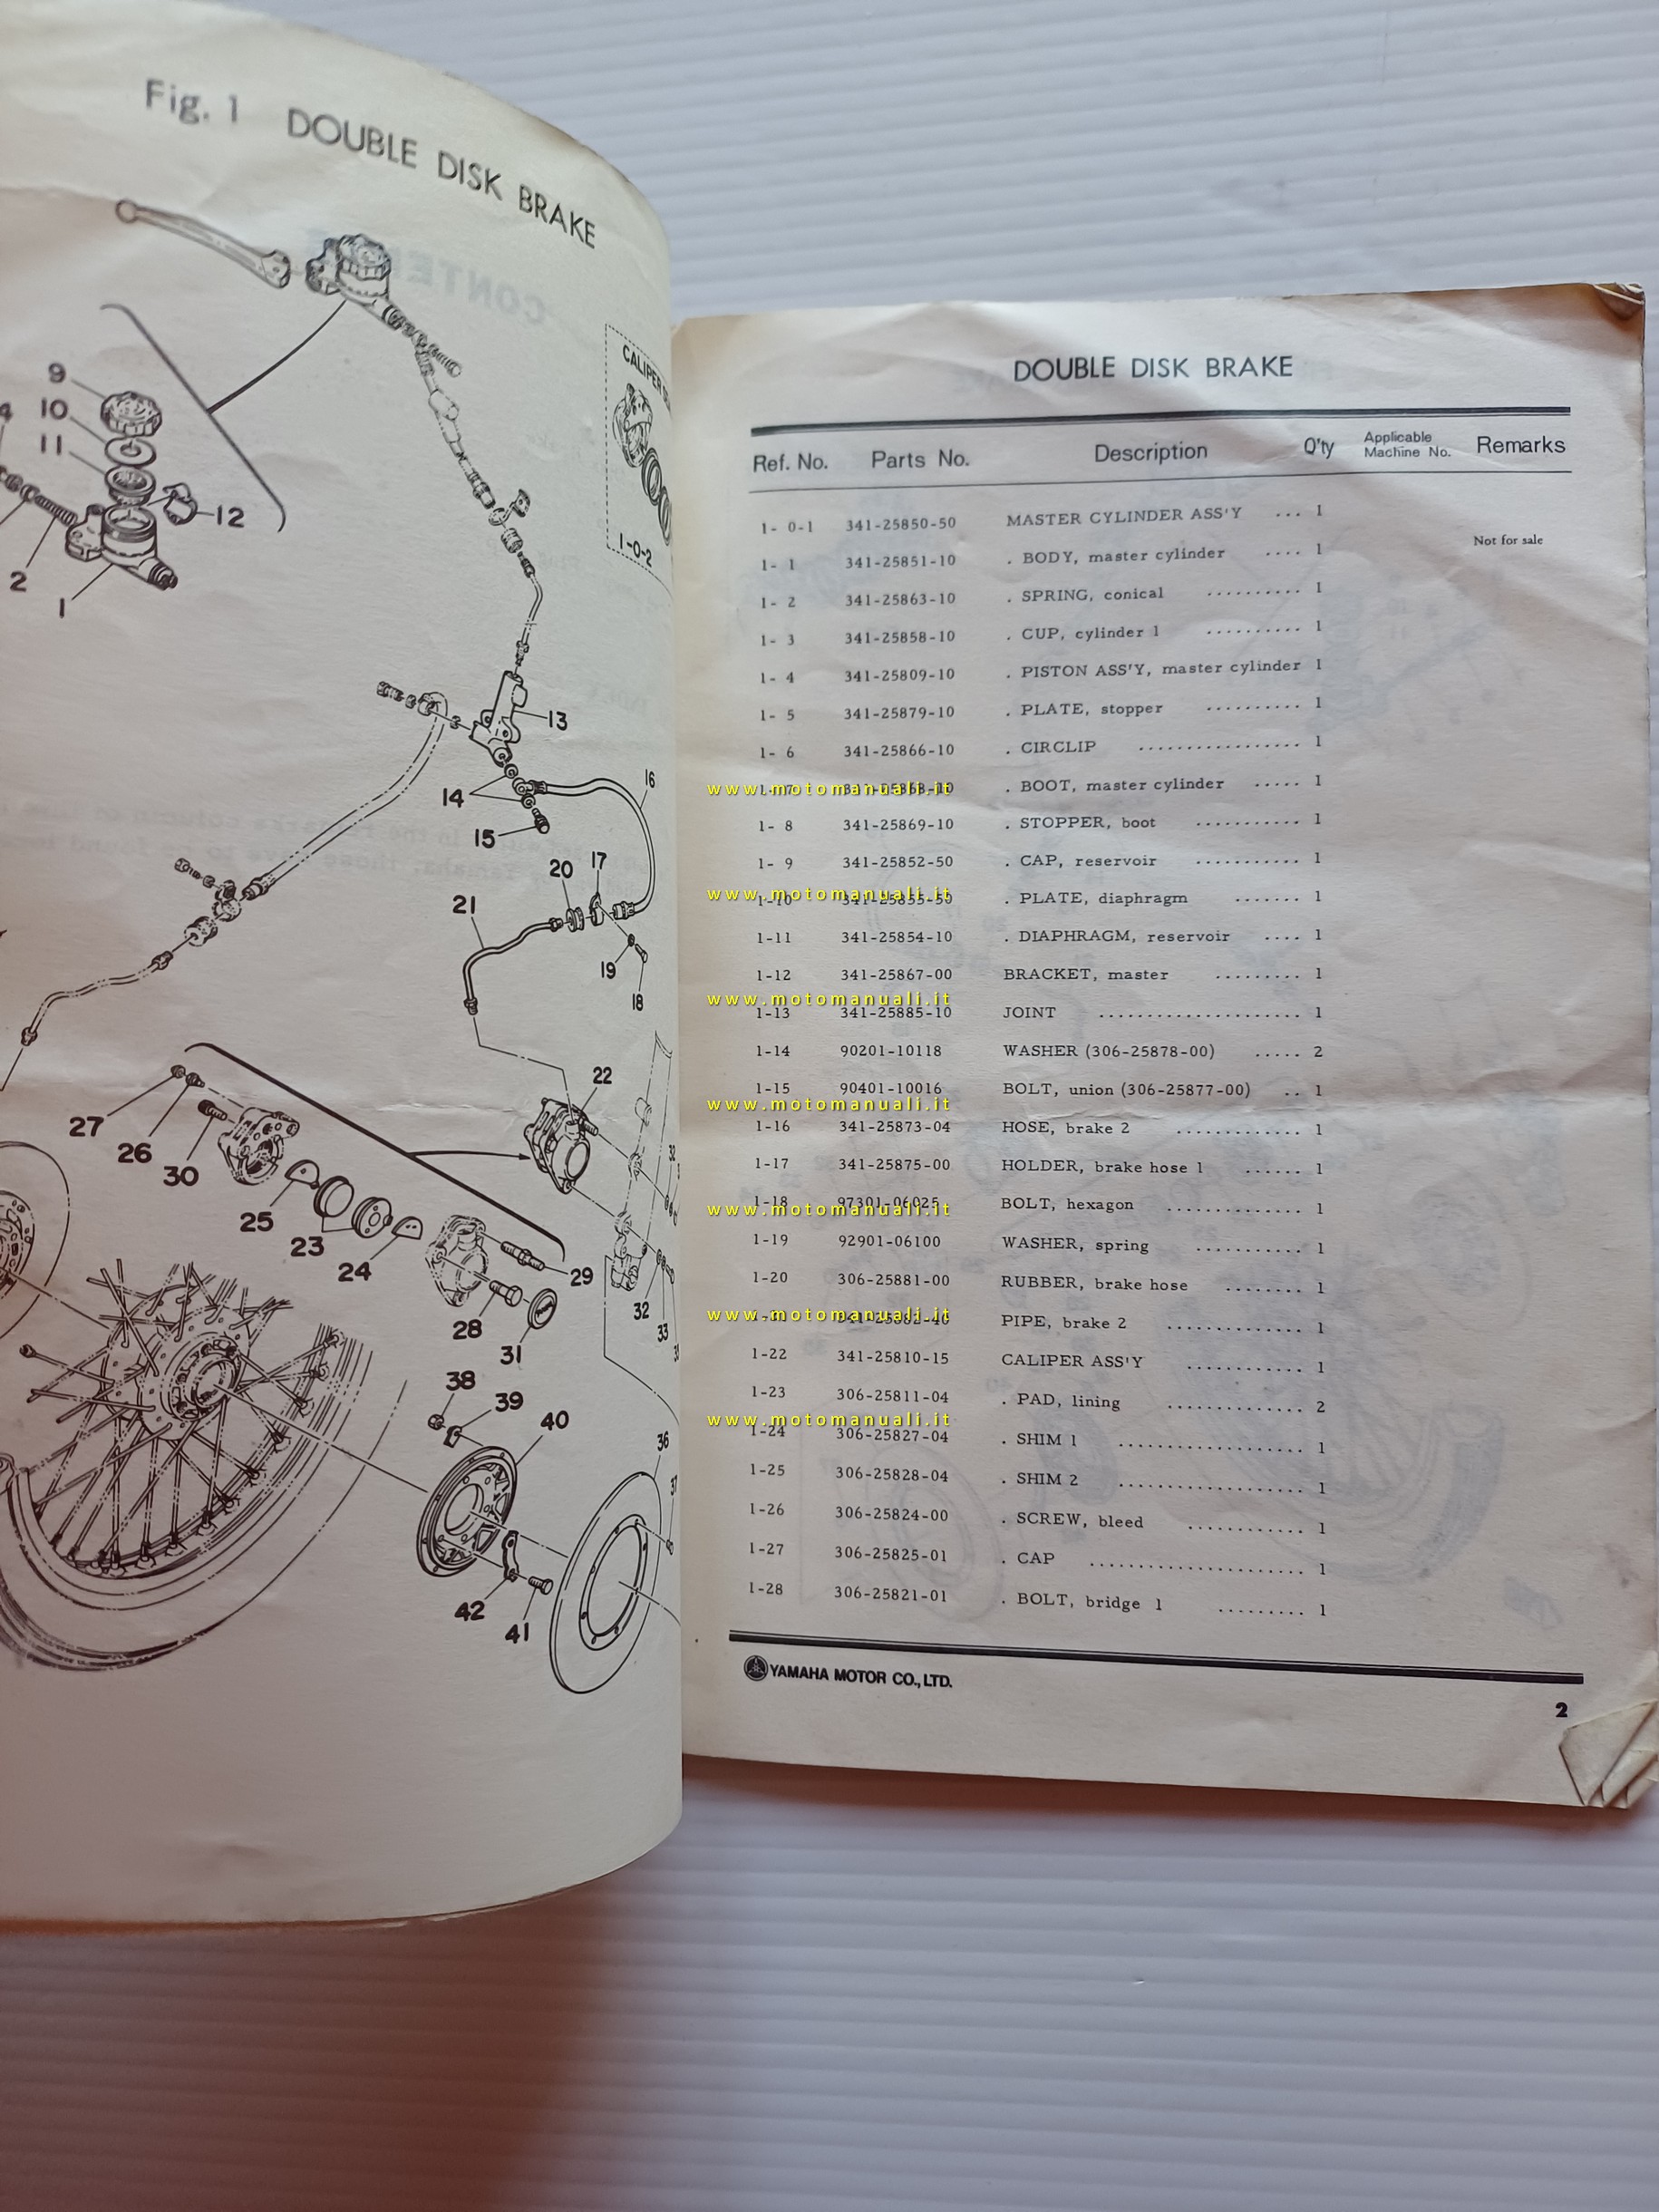 Fig. 1 DOUBLE DISK BRAKE
CALIPER
1-0-2
9
4
10
11
12
2
1
13
14
15
16
17
20
21
19
18
22
27
26
30
25
23
24
29
28
31
32
33
38
39
40
36
37
42
41
DOUBLE DISK BRAKE
Ref. No. Parts No. Description Q'ty Applicable Machine No. Remarks
1- 0-1 341-25850-50 MASTER CYLINDER ASS'Y ... 1
1- 1 341-25851-10 . BODY, master cylinder .... 1 Not for sale
1- 2 341-25863-10 . SPRING, conical .......... 1
1- 3 341-25858-10 . CUP, cylinder 1 .......... 1
1- 4 341-25809-10 . PISTON ASS'Y, master cylinder 1
1- 5 341-25879-10 . PLATE, stopper .......... 1
1- 6 341-25866-10 . CIRCLIP ................. 1
1- 7 . BOOT, master cylinder ..... 1
www.motomanuali.it
1- 8 341-25869-10 . STOPPER, boot ........... 1
1- 9 341-25852-50 . CAP, reservoir ........... 1
1-10 341-25855-50 . PLATE, diaphragm ....... 1
www.motomanuali.it
1-11 341-25854-10 . DIAPHRAGM, reservoir .... 1
1-12 341-25867-00 BRACKET, master ......... 1
www.motomanuali.it
1-13 341-25885-10 JOINT ..................... 1
1-14 90201-10118 WASHER (306-25878-00) ..... 2
1-15 90401-10016 BOLT, union (306-25877-00) .. 1
www.motomanuali.it
1-16 341-25873-04 HOSE, brake 2 ............. 1
1-17 341-25875-00 HOLDER, brake hose 1 ...... 1
1-18 97301-06025 BOLT, hexagon .............. 1
www.motomanuali.it
1-19 92901-06100 WASHER, spring ........... 1
1-20 306-25881-00 RUBBER, brake hose ........ 1
1-21 PIPE, brake 2 .............. 1
www.motomanuali.it
1-22 341-25810-15 CALIPER ASS'Y ............ 1
1-23 306-25811-04 . PAD, lining .............. 2
www.motomanuali.it
1-24 306-25827-04 . SHIM 1 ................... 1
1-25 306-25828-04 . SHIM 2 ................... 1
1-26 306-25824-00 . SCREW, bleed ............ 1
1-27 306-25825-01 . CAP ...................... 1
1-28 306-25821-01 . BOLT, bridge 1 ......... 1
YAMAHA MOTOR CO., LTD.
2